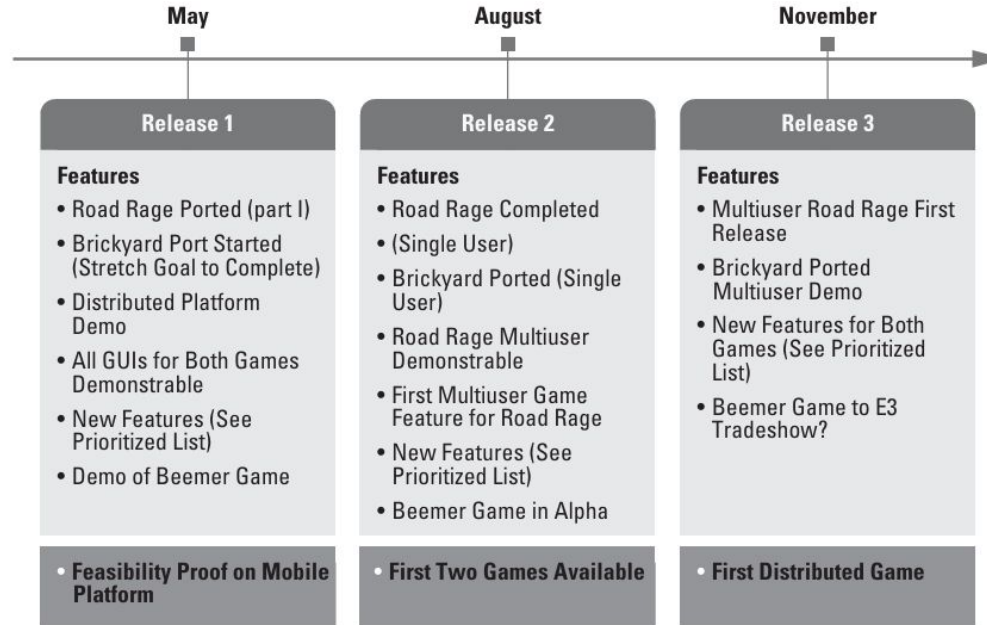 May
August
November
Release 1
Features
• Road Rage Ported (part I)
• Brickyard Port Started
(Stretch Goal to Complete)
• Distributed Platform
Demo
• All GUIs for Both Games
Demonstrable
• New Features (See
Prioritized List)
• Demo of Beemer Game
• Feasibility Proof on Mobile
Platform
Release 2
Features
• Road Rage Completed
• (Single User)
• Brickyard Ported (Single
User)
• Road Rage Multiuser
Demonstrable
• First Multiuser Game
Feature for Road Rage
• New Features (See
Prioritized List)
• Beemer Game in Alpha
• First Two Games Available
Release 3
Features
• Multiuser Road Rage First
Release
• Brickyard Ported
Multiuser Demo
• New Features for Both
Games (See Prioritized
List)
• Beemer Game to E3
Tradeshow?
• First Distributed Game